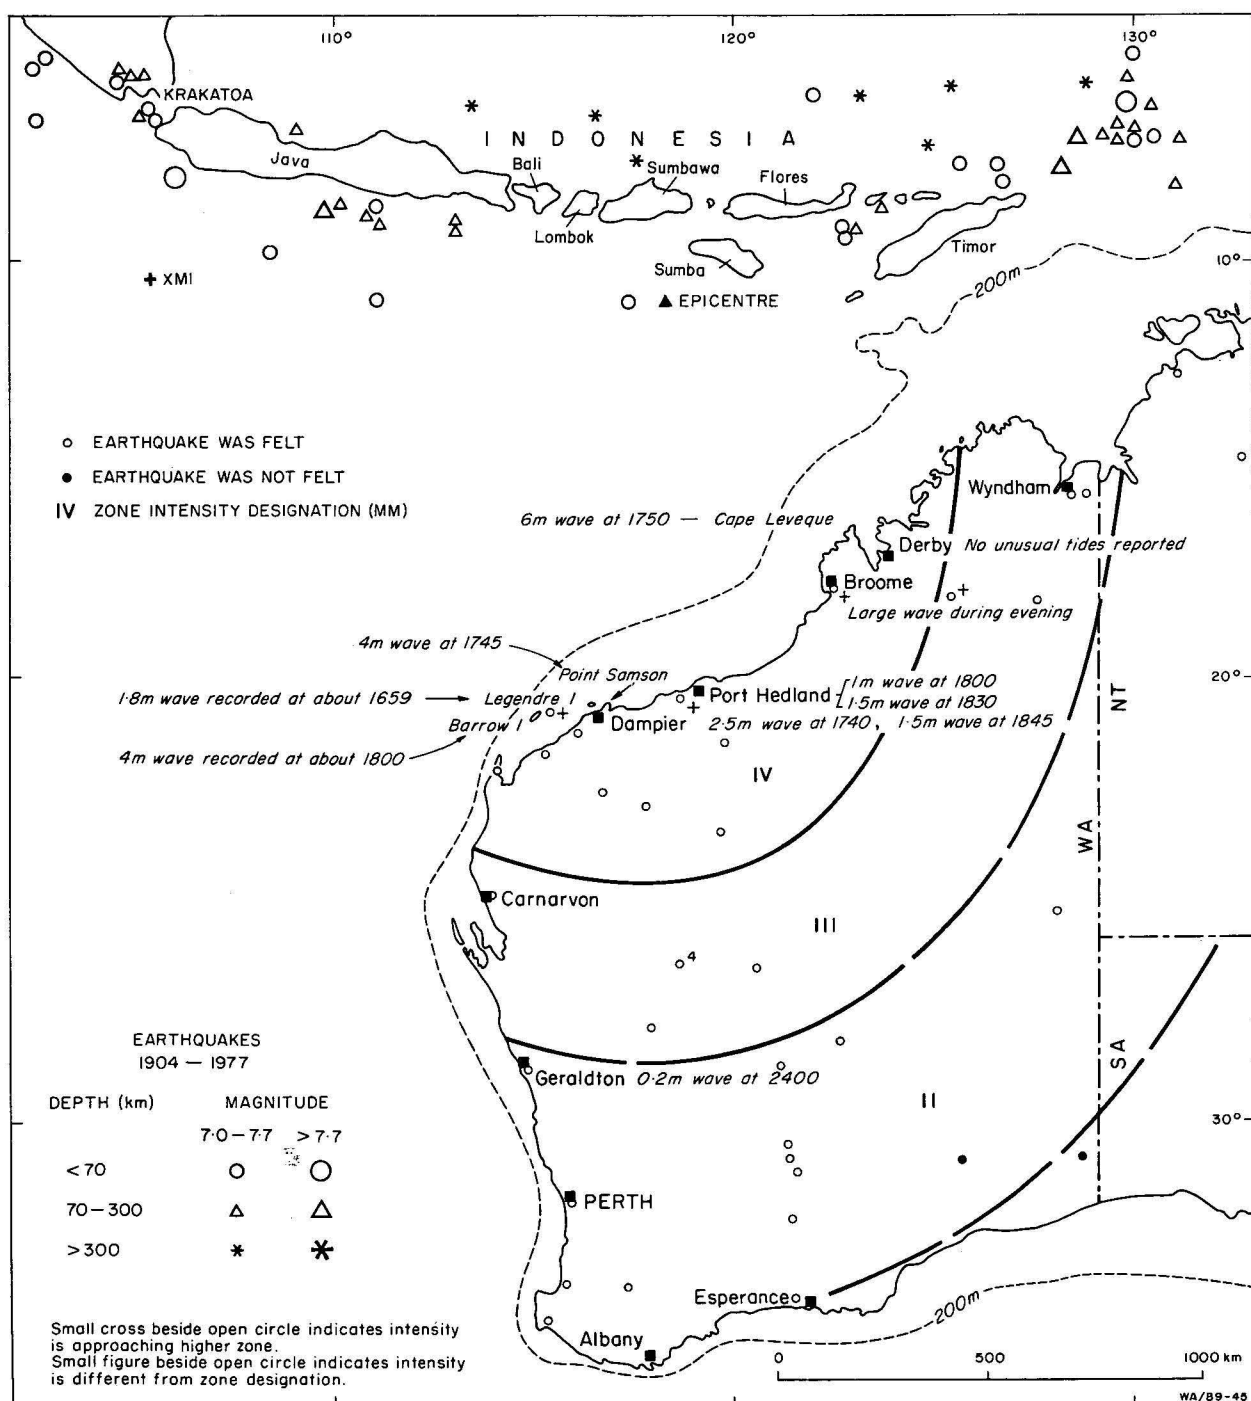 110°
120°
130°
KRAKATOA
INDONESIA
Java
Bali
Sumbawa
Flores
Lombok
Timor
Sumba
10°
200m
+ XMI
EPICENTRE
EARTHQUAKE WAS FELT
EARTHQUAKE WAS NOT FELT
IV ZONE INTENSITY DESIGNATION (MM)
Wyndham
6m wave at 1750 — Cape Leveque
Derby No unusual tides reported
Broome
Large wave during evening
4m wave at 1745
Point Samson
20°
1·8m wave recorded at about 1659
Legendre I
Port Hedland
1m wave at 1800
1·5m wave at 1830
NT
Barrow I
Dampier
2·5m wave at 1740, 1·5m wave at 1845
4m wave recorded at about 1800
IV
WA
Carnarvon
III
4
EARTHQUAKES
1904 — 1977
SA
Geraldton 0·2m wave at 2400
DEPTH (km) MAGNITUDE
II
7·0 — 7·7 > 7·7
30°
< 70
70 — 300
PERTH
> 300
Esperance
200m
Small cross beside open circle indicates intensity
is approaching higher zone.
Small figure beside open circle indicates intensity
is different from zone designation.
Albany
0 500 1000 km
WA/89-45